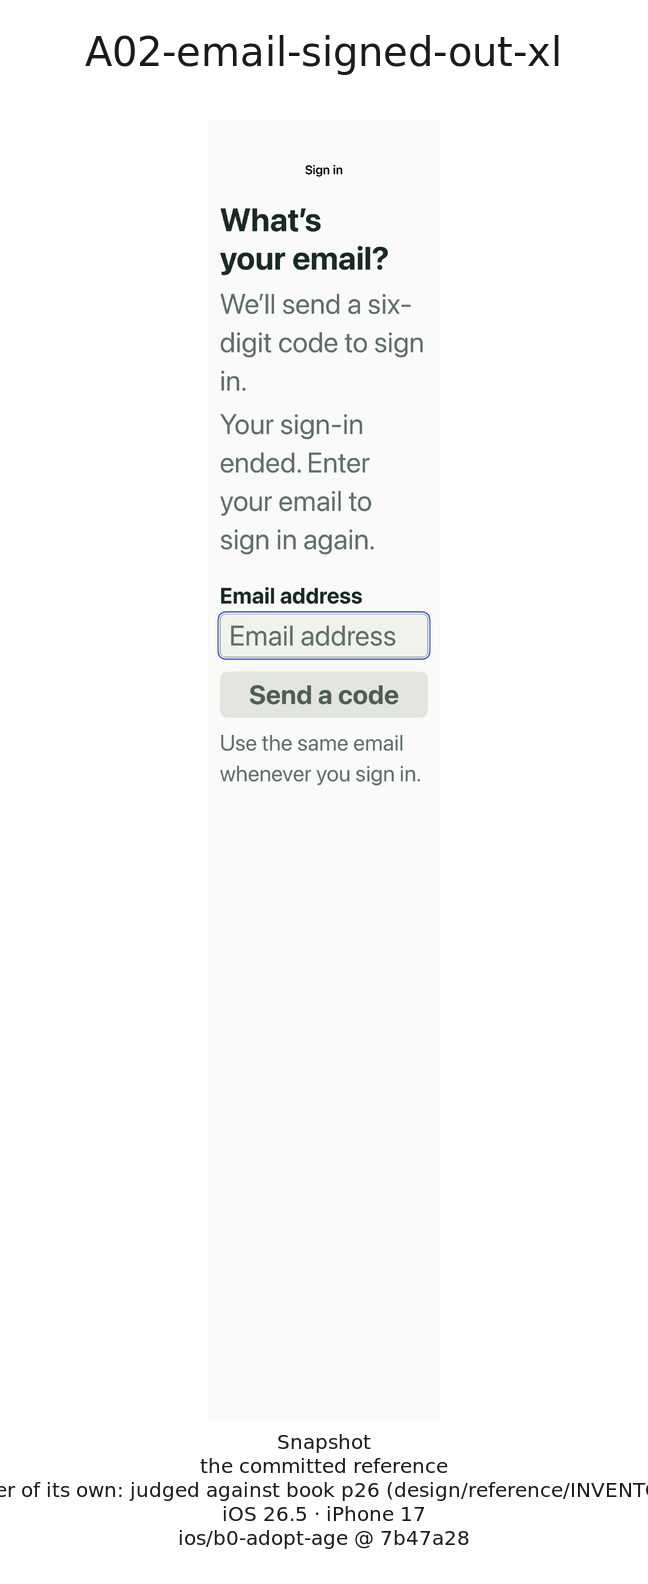 A02-email-signed-out-xl
Sign in
What’s
your email?
We’ll send a six-
digit code to sign
in.
Your sign-in
ended. Enter
your email to
sign in again.
Email address
Email address
Send a code
Use the same email
whenever you sign in.
Snapshot
the committed reference
of its own: judged against book p26 (design/reference/
iOS 26.5 · iPhone 17
ios/b0-adopt-age @ 7b47a28